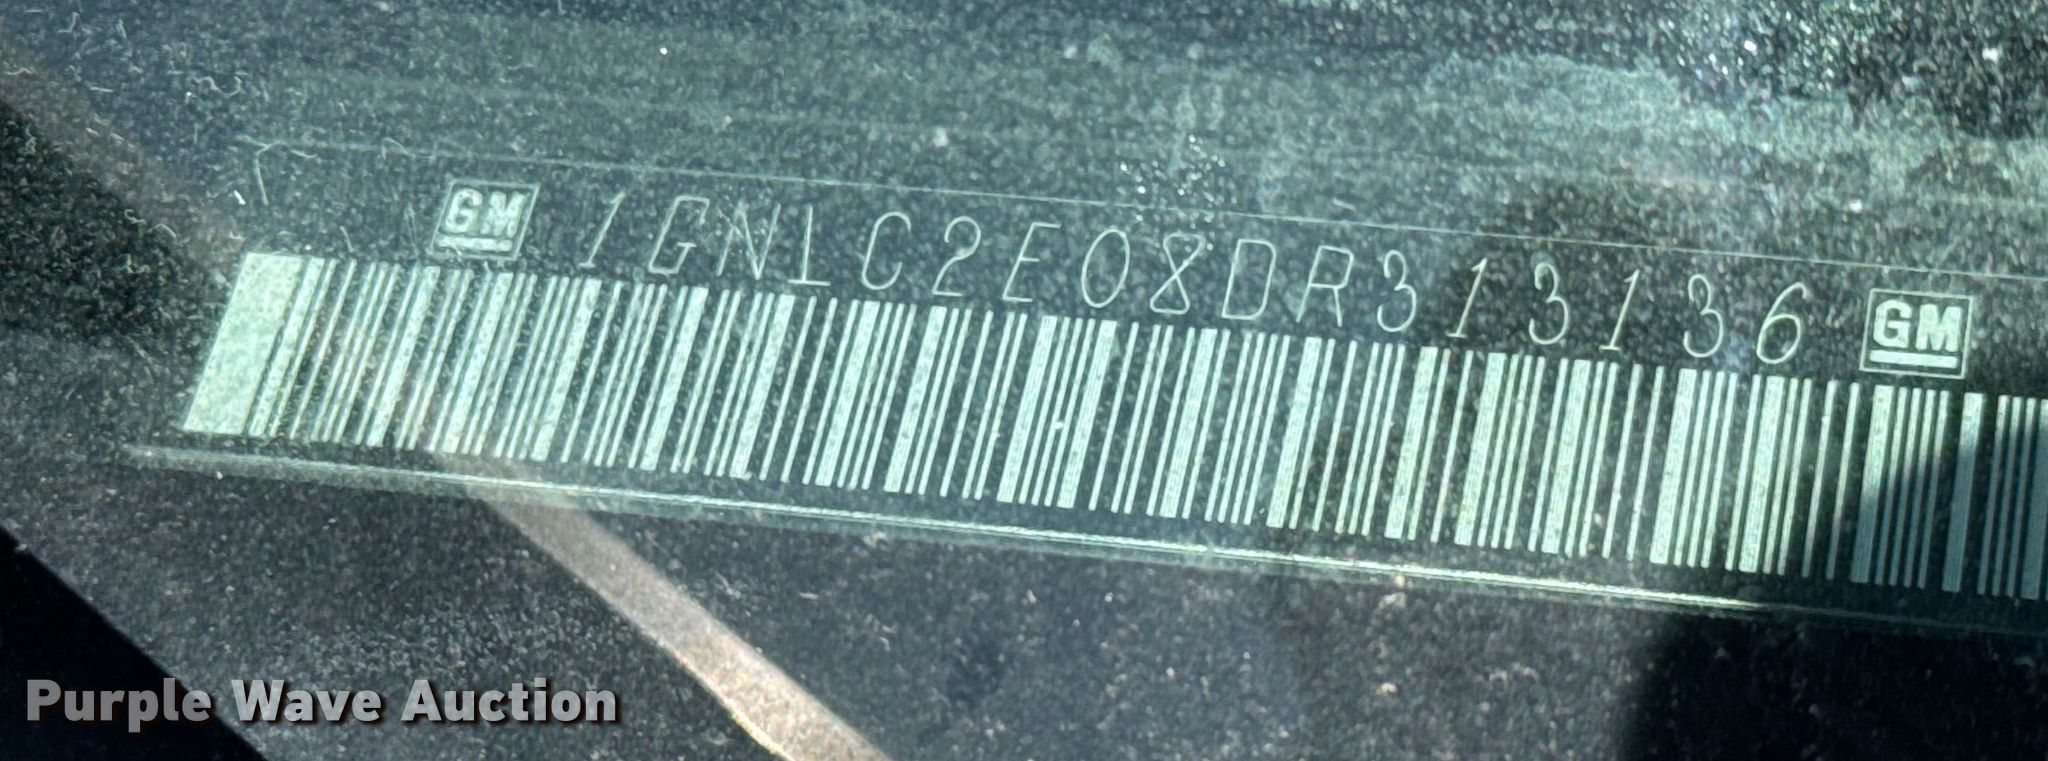 GM 1GN1C2E08DR313136 GM
Purple Wave Auction